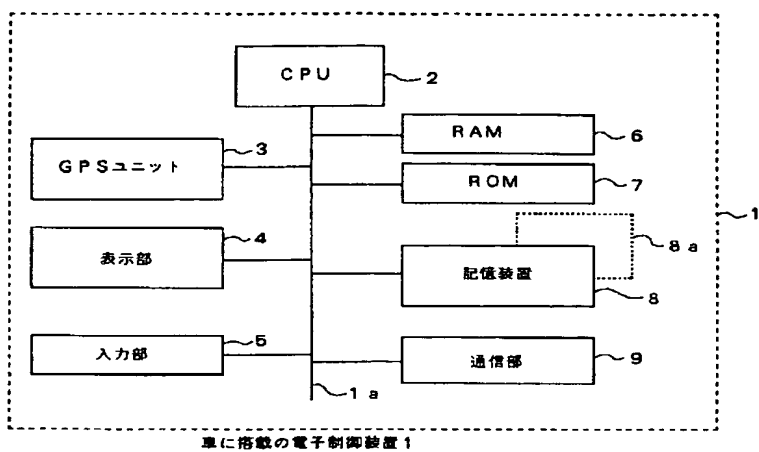 CPU
2
GPSユニット
3
RAM
6
ROM
7
1
表示部
4
8a
記憶装置
8
入力部
5
通信部
9
1a
車に搭載の電子制御装置1